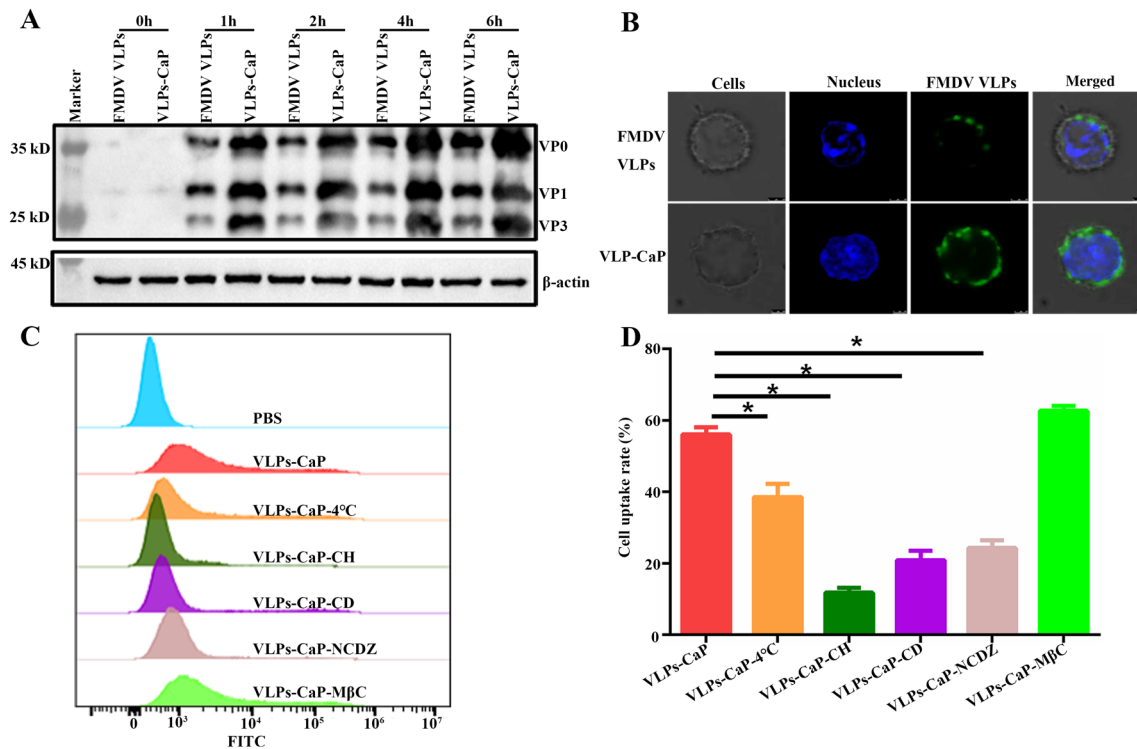 A
0h 1h 2h 4h 6h
Marker FMDV VLPs VLPs-CaP FMDV VLPs VLPs-CaP FMDV VLPs VLPs-CaP FMDV VLPs VLPs-CaP FMDV VLPs VLPs-CaP
35 kD
25 kD
45 kD
VP0
VP1
VP3
β-actin
B
Cells Nucleus FMDV VLPs Merged
FMDV
VLPs
VLP-CaP
C
PBS
VLPs-CaP
VLPs-CaP-4°C
VLPs-CaP-CH
VLPs-CaP-CD
VLPs-CaP-NCDZ
VLPs-CaP-MβC
0 10³ 10⁴ 10⁵ 10⁶ 10⁷
FITC
D
Cell uptake rate (%)
80
60
40
20
0
*
*
*
*
VLPs-CaP VLPs-CaP-4°C VLPs-CaP-CH VLPs-CaP-CD VLPs-CaP-NCDZ VLPs-CaP-MβC